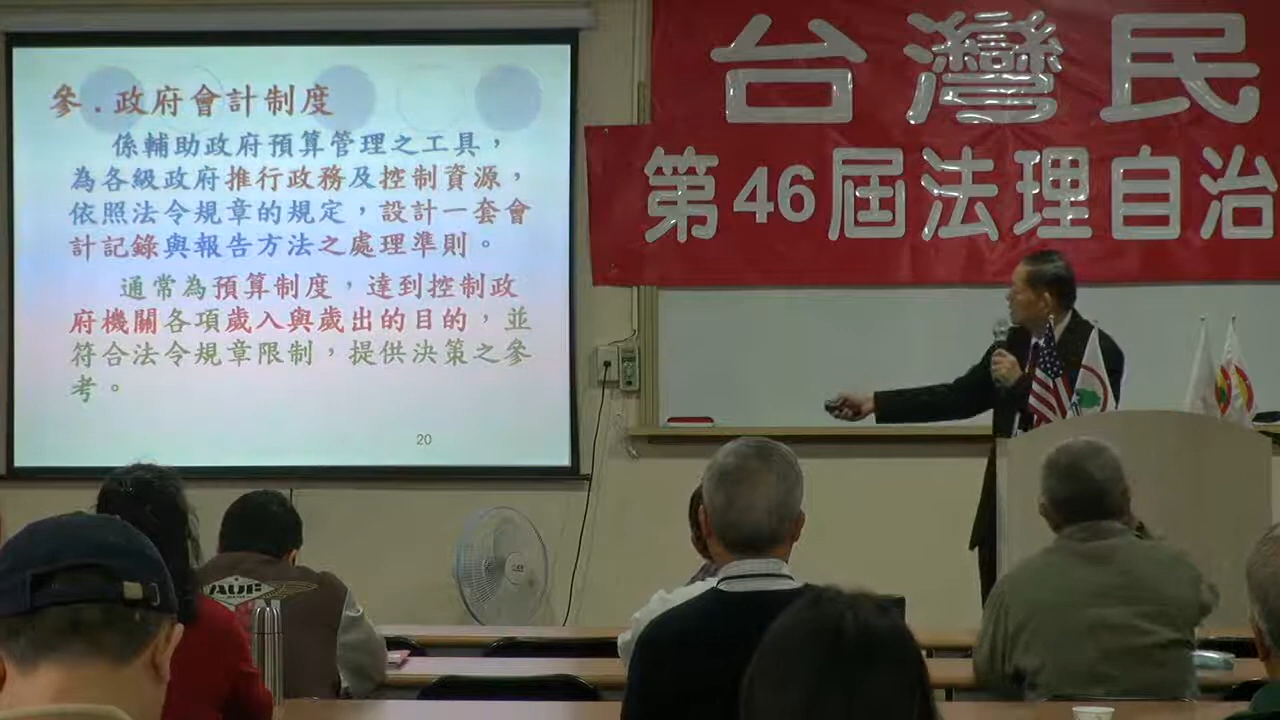 參．政府會計制度
係輔助政府預算管理之工具，
為各級政府推行政務及控制資源，
依照法令規章的規定，設計一套會
計記錄與報告方法之處理準則。
通常為預算制度，達到控制政
府機關各項歲入與歲出的目的，並
符合法令規章限制，提供決策之參
考。
20
台灣民
第46屆法理自治